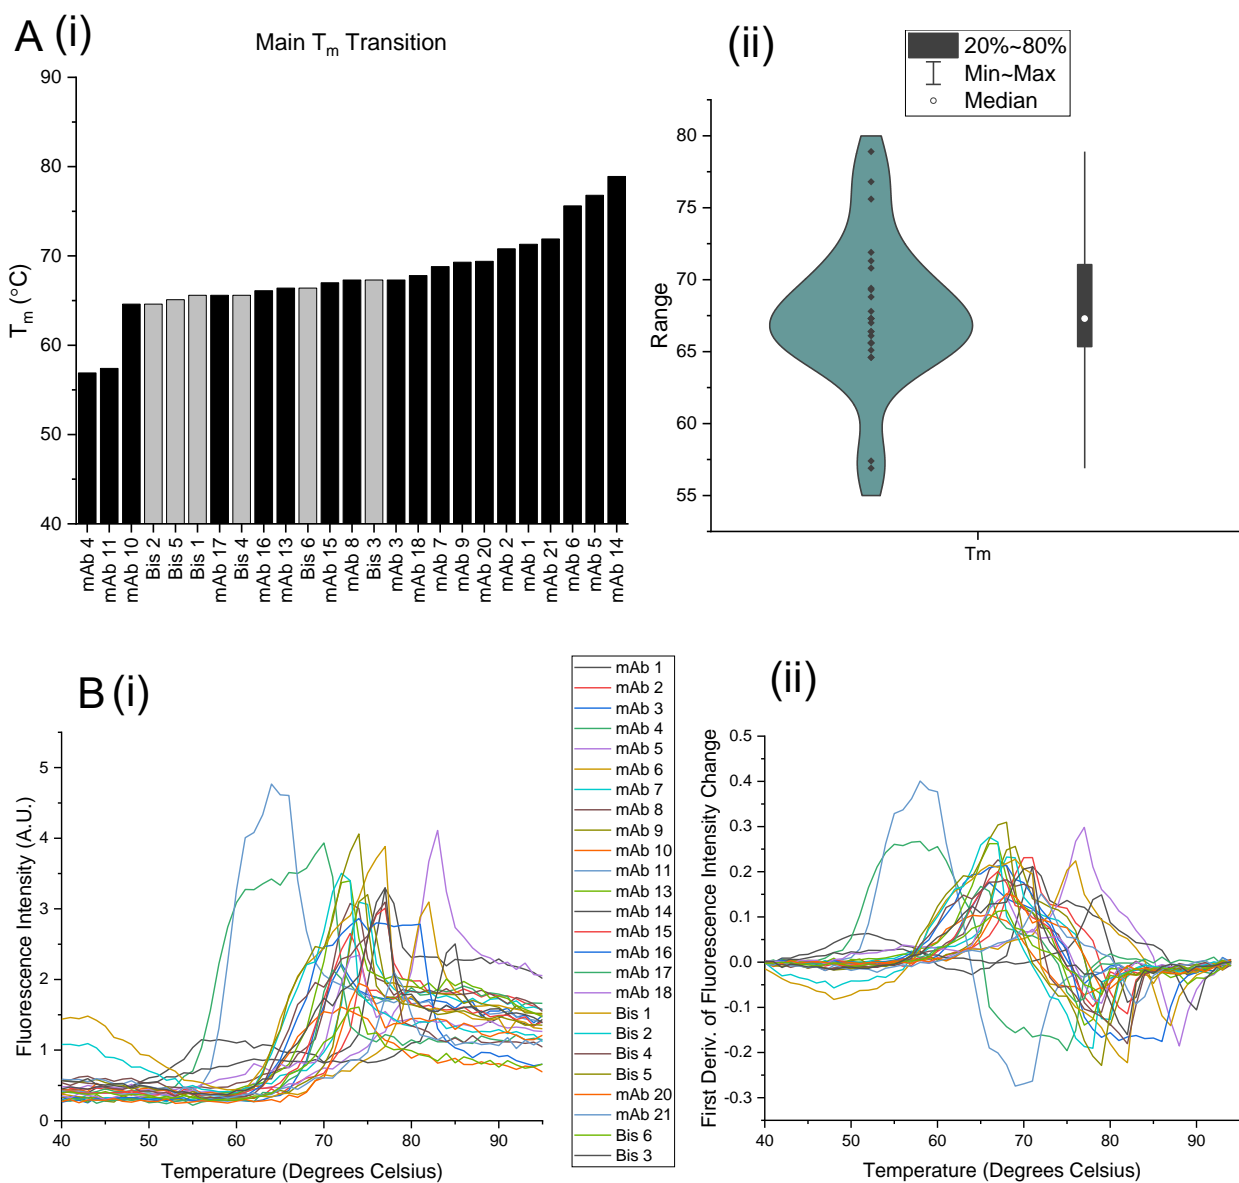 A (i)
Main Tm Transition
90
80
70
60
50
40
Tm (°C)
mAb 4
mAb 11
mAb 10
Bis 2
Bis 5
Bis 1
mAb 17
Bis 4
mAb 16
mAb 13
Bis 6
mAb 15
mAb 8
Bis 3
mAb 3
mAb 18
mAb 7
mAb 9
mAb 20
mAb 2
mAb 1
mAb 21
mAb 6
mAb 5
mAb 14
(ii)
20%~80%
Min~Max
Median
80
75
70
65
60
55
Range
Tm
B (i)
5
4
3
2
1
0
Fluorescence Intensity (A.U.)
40 50 60 70 80 90
Temperature (Degrees Celsius)
mAb 1
mAb 2
mAb 3
mAb 4
mAb 5
mAb 6
mAb 7
mAb 8
mAb 9
mAb 10
mAb 11
mAb 13
mAb 14
mAb 15
mAb 16
mAb 17
mAb 18
Bis 1
Bis 2
Bis 4
Bis 5
mAb 20
mAb 21
Bis 6
Bis 3
(ii)
0.5
0.4
0.3
0.2
0.1
0.0
-0.1
-0.2
-0.3
First Deriv. of Fluorescence Intensity Change
40 50 60 70 80 90
Temperature (Degrees Celsius)